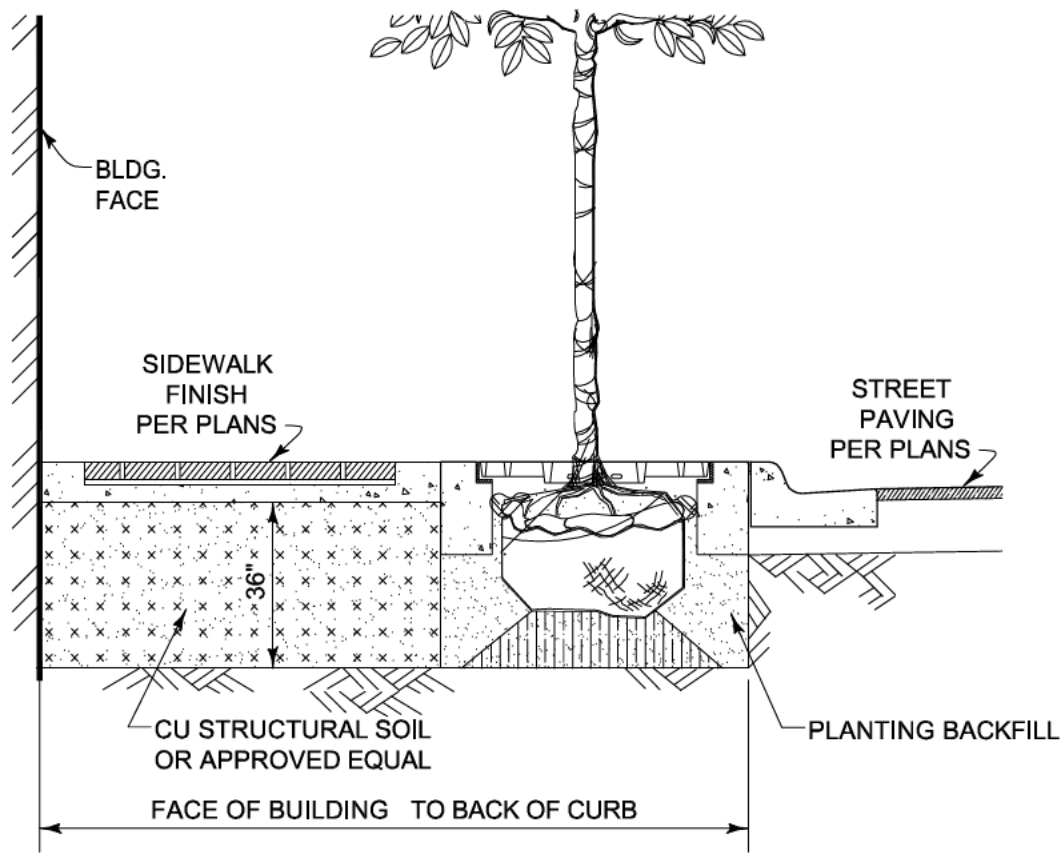 BLDG.
FACE
SIDEWALK
FINISH
PER PLANS
STREET
PAVING
PER PLANS
36"
CU STRUCTURAL SOIL
OR APPROVED EQUAL
PLANTING BACKFILL
FACE OF BUILDING TO BACK OF CURB